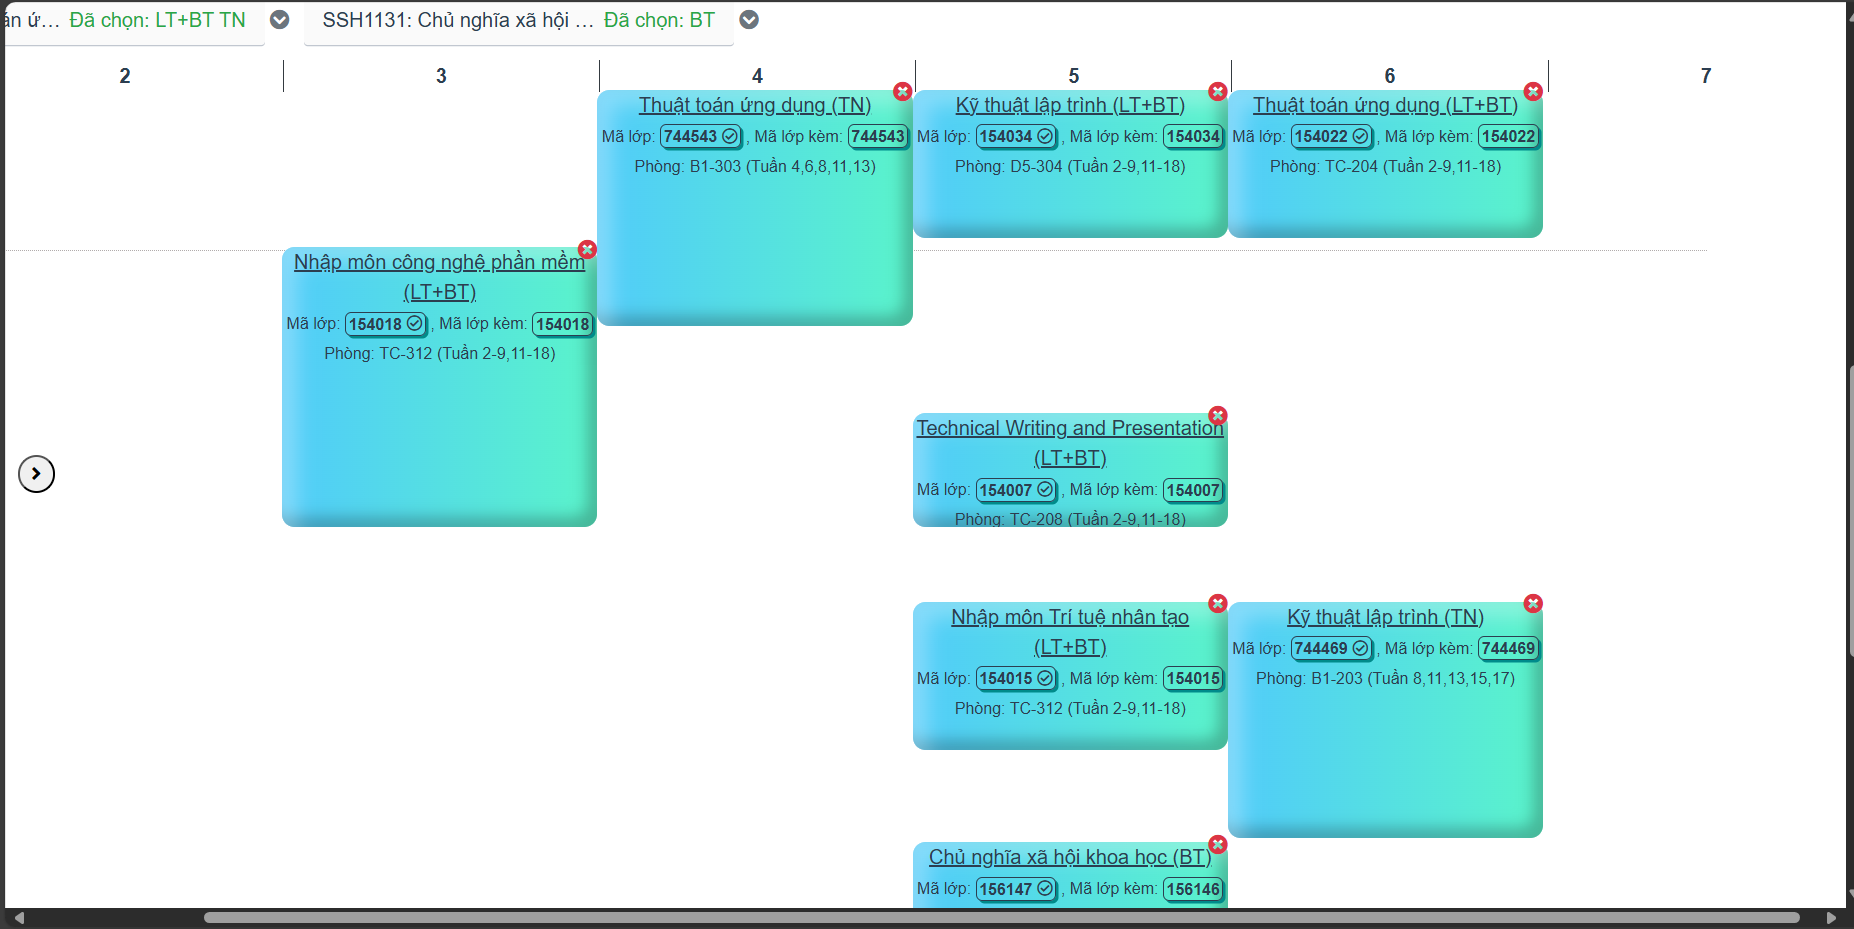 án ứ... Đã chọn: LT+BT TN
SSH1131: Chủ nghĩa xã hội ... Đã chọn: BT
2 3 4 5 6 7
Thuật toán ứng dụng (TN)
Mã lớp: 744543, Mã lớp kèm: 744543
Phòng: B1-303 (Tuần 4,6,8,11,13)
Kỹ thuật lập trình (LT+BT)
Mã lớp: 154034, Mã lớp kèm: 154034
Phòng: D5-304 (Tuần 2-9,11-18)
Thuật toán ứng dụng (LT+BT)
Mã lớp: 154022, Mã lớp kèm: 154022
Phòng: TC-204 (Tuần 2-9,11-18)
Nhập môn công nghệ phần mềm
(LT+BT)
Mã lớp: 154018, Mã lớp kèm: 154018
Phòng: TC-312 (Tuần 2-9,11-18)
Technical Writing and Presentation
(LT+BT)
Mã lớp: 154007, Mã lớp kèm: 154007
Phòng: TC-208 (Tuần 2-9,11-18)
Nhập môn Trí tuệ nhân tạo
(LT+BT)
Mã lớp: 154015, Mã lớp kèm: 154015
Phòng: TC-312 (Tuần 2-9,11-18)
Kỹ thuật lập trình (TN)
Mã lớp: 744469, Mã lớp kèm: 744469
Phòng: B1-203 (Tuần 8,11,13,15,17)
Chủ nghĩa xã hội khoa học (BT)
Mã lớp: 156147, Mã lớp kèm: 156146